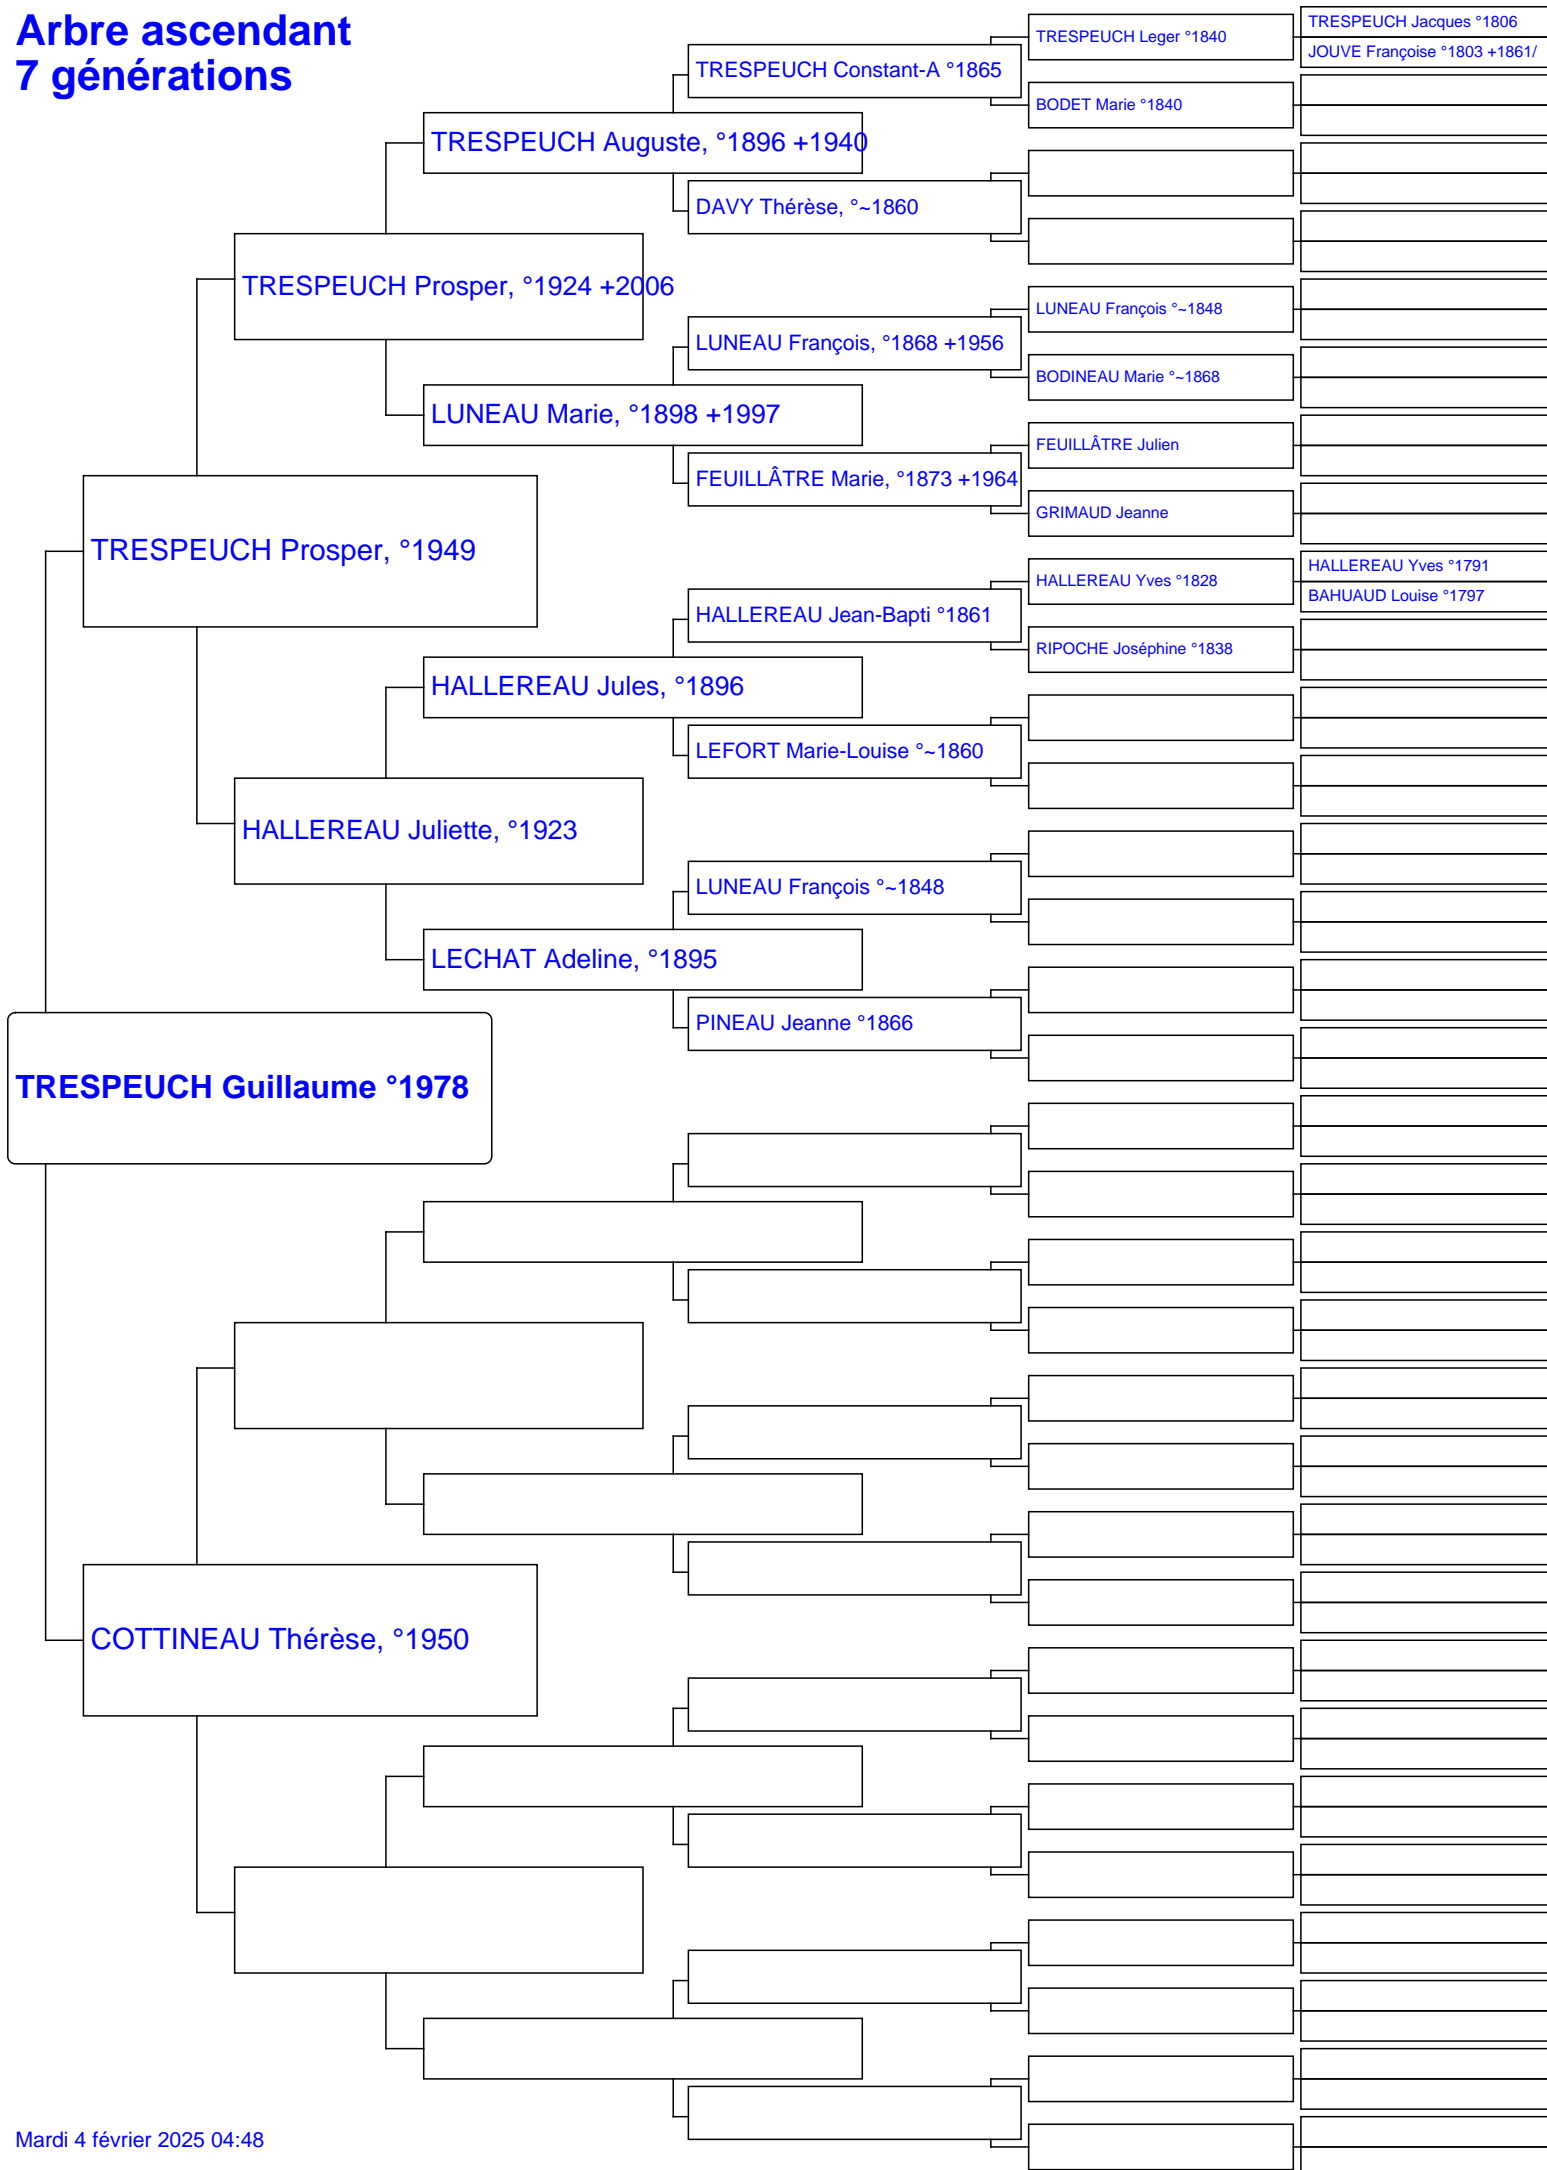 Arbre ascendant
7 générations
TRESPEUCH Jacques °1806
TRESPEUCH Leger °1840
JOUVE Françoise °1803 +1861/
TRESPEUCH Constant-A °1865
BODET Marie °1840
TRESPEUCH Auguste, °1896 +1940
DAVY Thérèse, °~1860
TRESPEUCH Prosper, °1924 +2006
LUNEAU François °~1848
LUNEAU François, °1868 +1956
BODINEAU Marie °~1868
LUNEAU Marie, °1898 +1997
FEUILLÂTRE Julien
FEUILLÂTRE Marie, °1873 +1964
GRIMAUD Jeanne
TRESPEUCH Prosper, °1949
HALLEREAU Yves °1791
HALLEREAU Yves °1828
BAHUAUD Louise °1797
HALLEREAU Jean-Bapti °1861
RIPOCHE Joséphine °1838
HALLEREAU Jules, °1896
LEFORT Marie-Louise °~1860
HALLEREAU Juliette, °1923
LUNEAU François °~1848
LECHAT Adeline, °1895
PINEAU Jeanne °1866
TRESPEUCH Guillaume °1978
COTTINEAU Thérèse, °1950
Mardi 4 février 2025 04:48